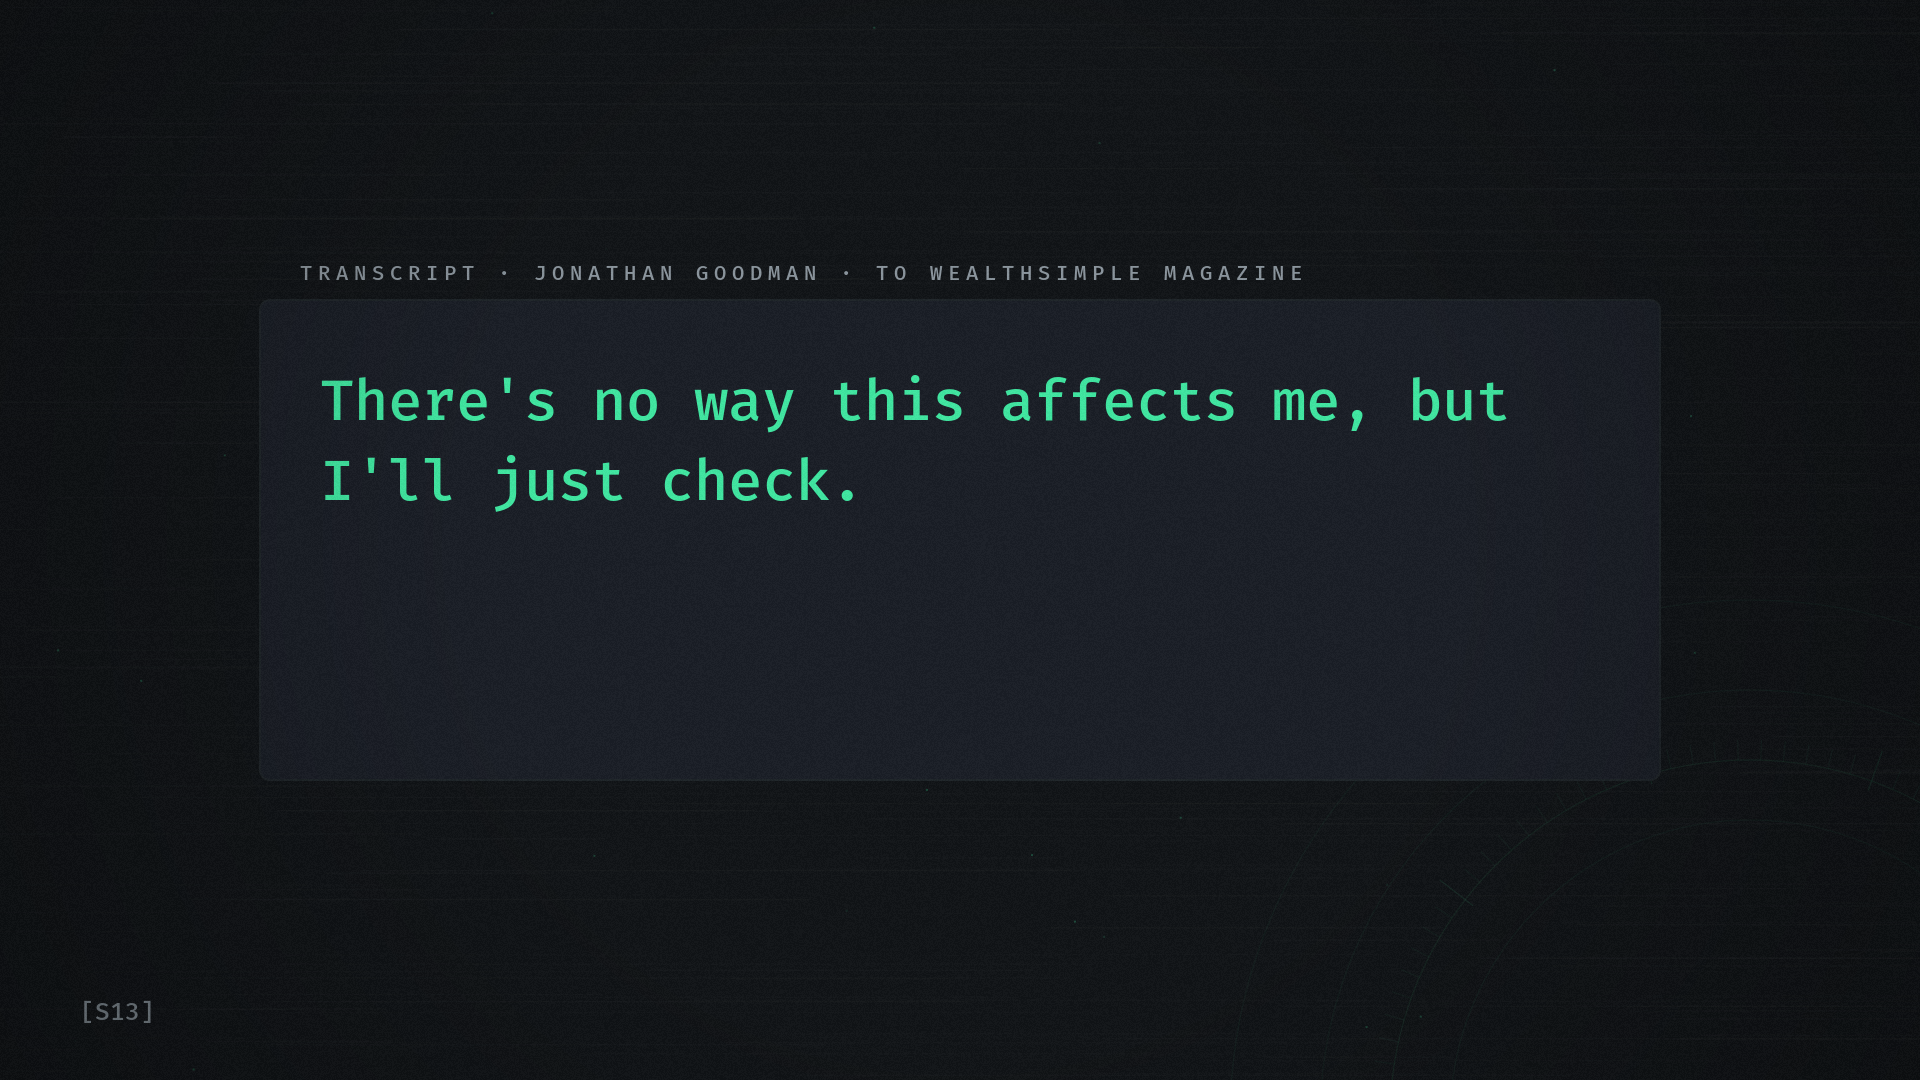 TRANSCRIPT · JONATHAN GOODMAN · TO WEALTHSIMPLE MAGAZINE
There's no way this affects me, but
I'll just check.
[S13]